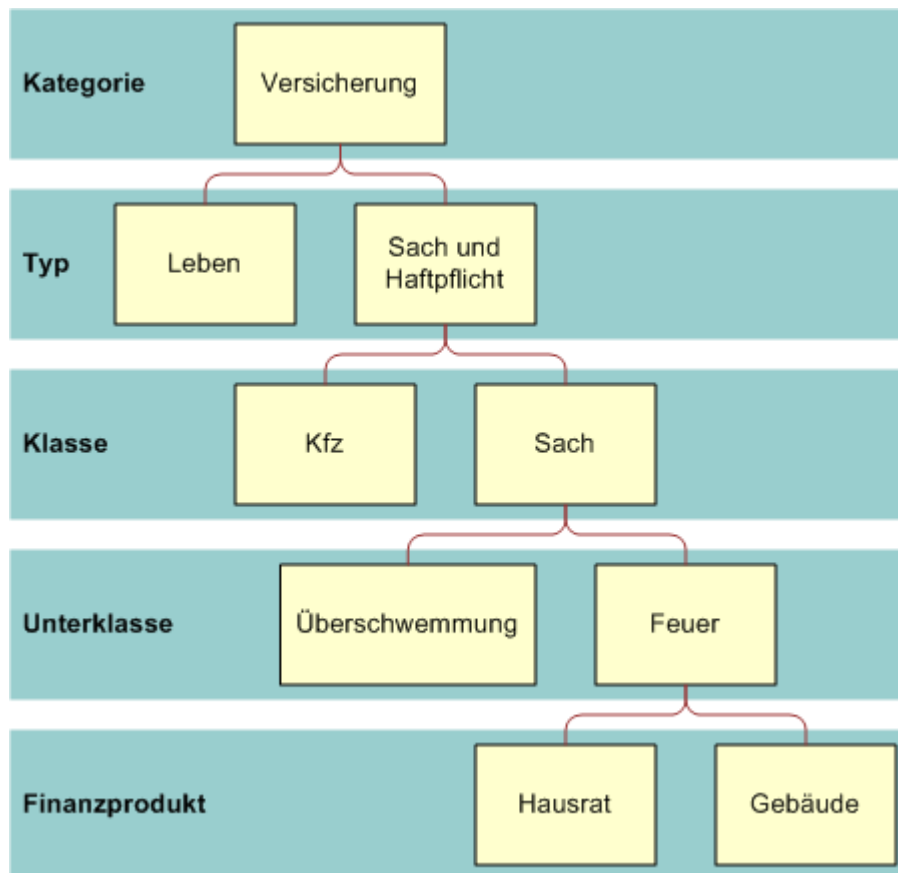 Kategorie
Versicherung
Typ
Leben
Sach und
Haftpflicht
Klasse
Kfz
Sach
Unterklasse
Überschwemmung
Feuer
Finanzprodukt
Hausrat
Gebäude